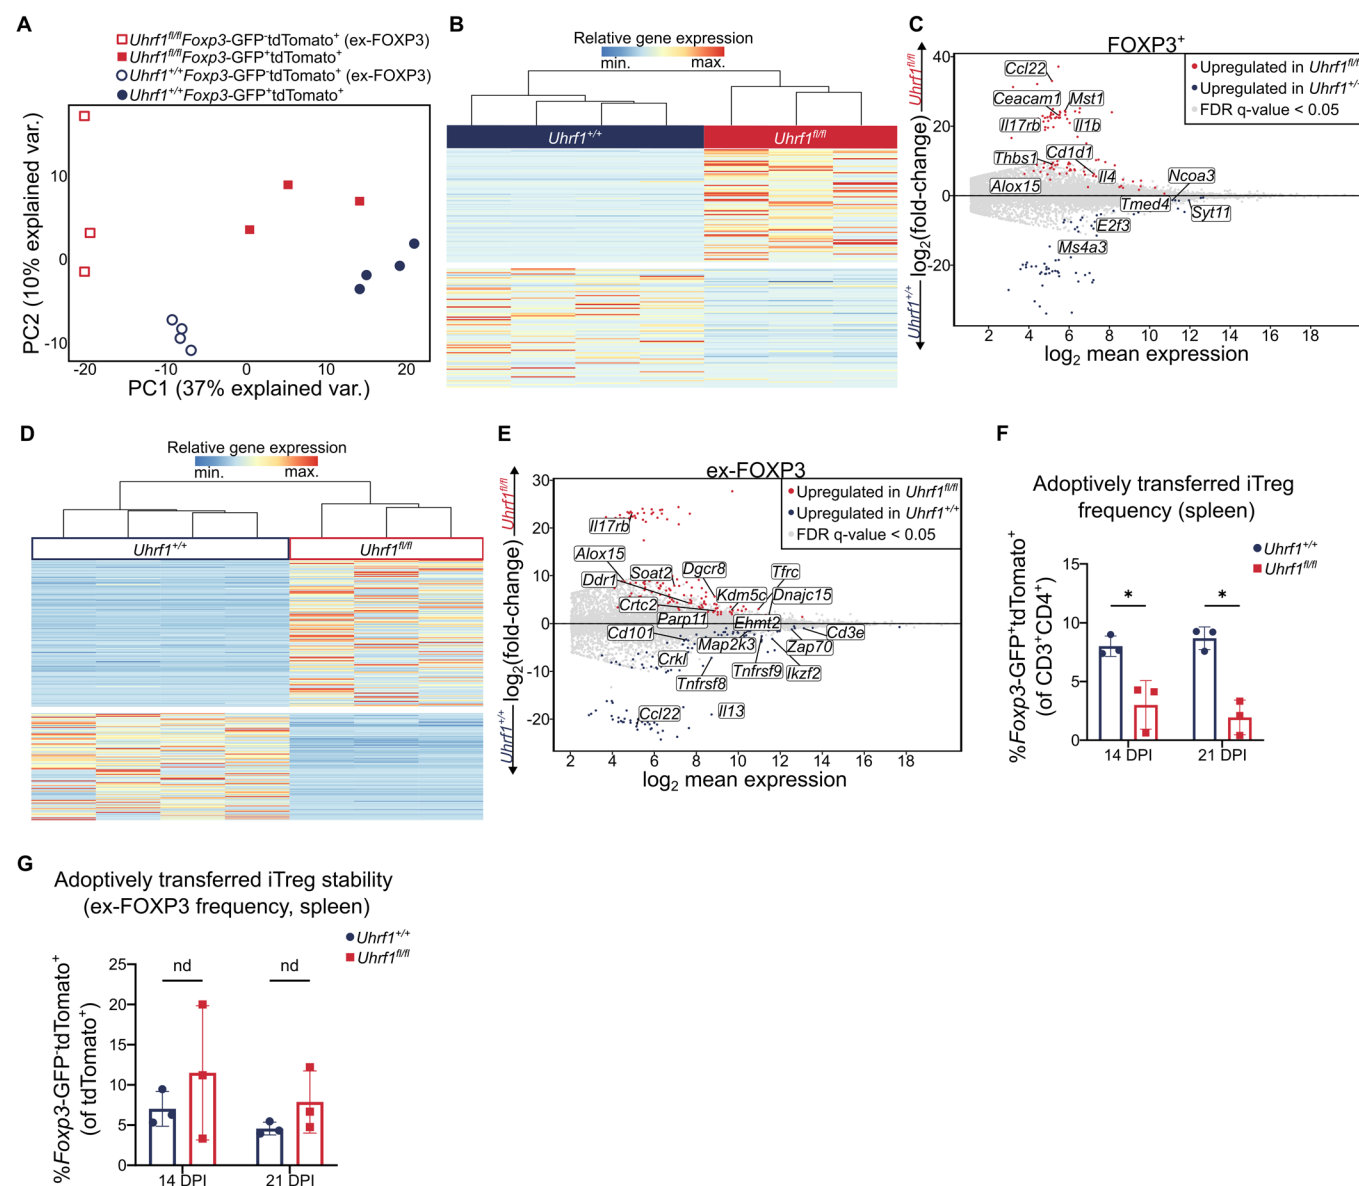 A
Uhrf1fl/flFoxp3-GFP-tdTomato+ (ex-FOXP3)
Uhrf1fl/flFoxp3-GFP+tdTomato+
Uhrf1+/+Foxp3-GFP-tdTomato+ (ex-FOXP3)
Uhrf1+/+Foxp3-GFP+tdTomato+
PC2 (10% explained var.)
10
0
-10
-20 -10 0 10 20
PC1 (37% explained var.)
B
Relative gene expression
min. max.
Uhrf1+/+ Uhrf1fl/fl
C
FOXP3+
Uhrf1fl/fl
log2(fold-change)
Uhrf1+/+
40
20
0
-20
Upregulated in Uhrf1fl/f
Upregulated in Uhrf1+/
FDR q-value < 0.05
Ccl22
Ceacam1 Mst1
Il17rb Il1b
Thbs1 Cd1d1
Alox15 Il4 Ncoa3
Tmed4 Syt11
E2f3
Ms4a3
2 4 6 8 10 12 14 16 18
log2 mean expression
D
Relative gene expression
min. max.
Uhrf1+/+ Uhrf1fl/fl
E
ex-FOXP3
Uhrf1fl/fl
log2(fold-change)
Uhrf1+/+
30
20
10
0
-10
-20
Upregulated in Uhrf1fl/fl
Upregulated in Uhrf1+/+
FDR q-value < 0.05
Il17rb
Alox15
Ddr1 Soat2 Dgcr8 Tfrc
Crtc2 Kdm5c Dnajc15
Parp11 Ehmt2
Cd101 Map2k3 Zap70 Cd3e
Crkl Tnfrsf9 Ikzf2
Tnfrsf8
Ccl22 Il13
2 4 6 8 10 12 14 16 18
log2 mean expression
F
Adoptively transferred iTreg
frequency (spleen)
Uhrf1+/+
Uhrf1fl/fl
%Foxp3-GFP+tdTomato+
(of CD3+CD4+)
15
10
5
0
* *
14 DPI 21 DPI
G
Adoptively transferred iTreg stability
(ex-FOXP3 frequency, spleen)
Uhrf1+/+
Uhrf1fl/fl
%Foxp3-GFP-tdTomato+
(of tdTomato+)
25
20
15
10
5
0
nd nd
14 DPI 21 DPI